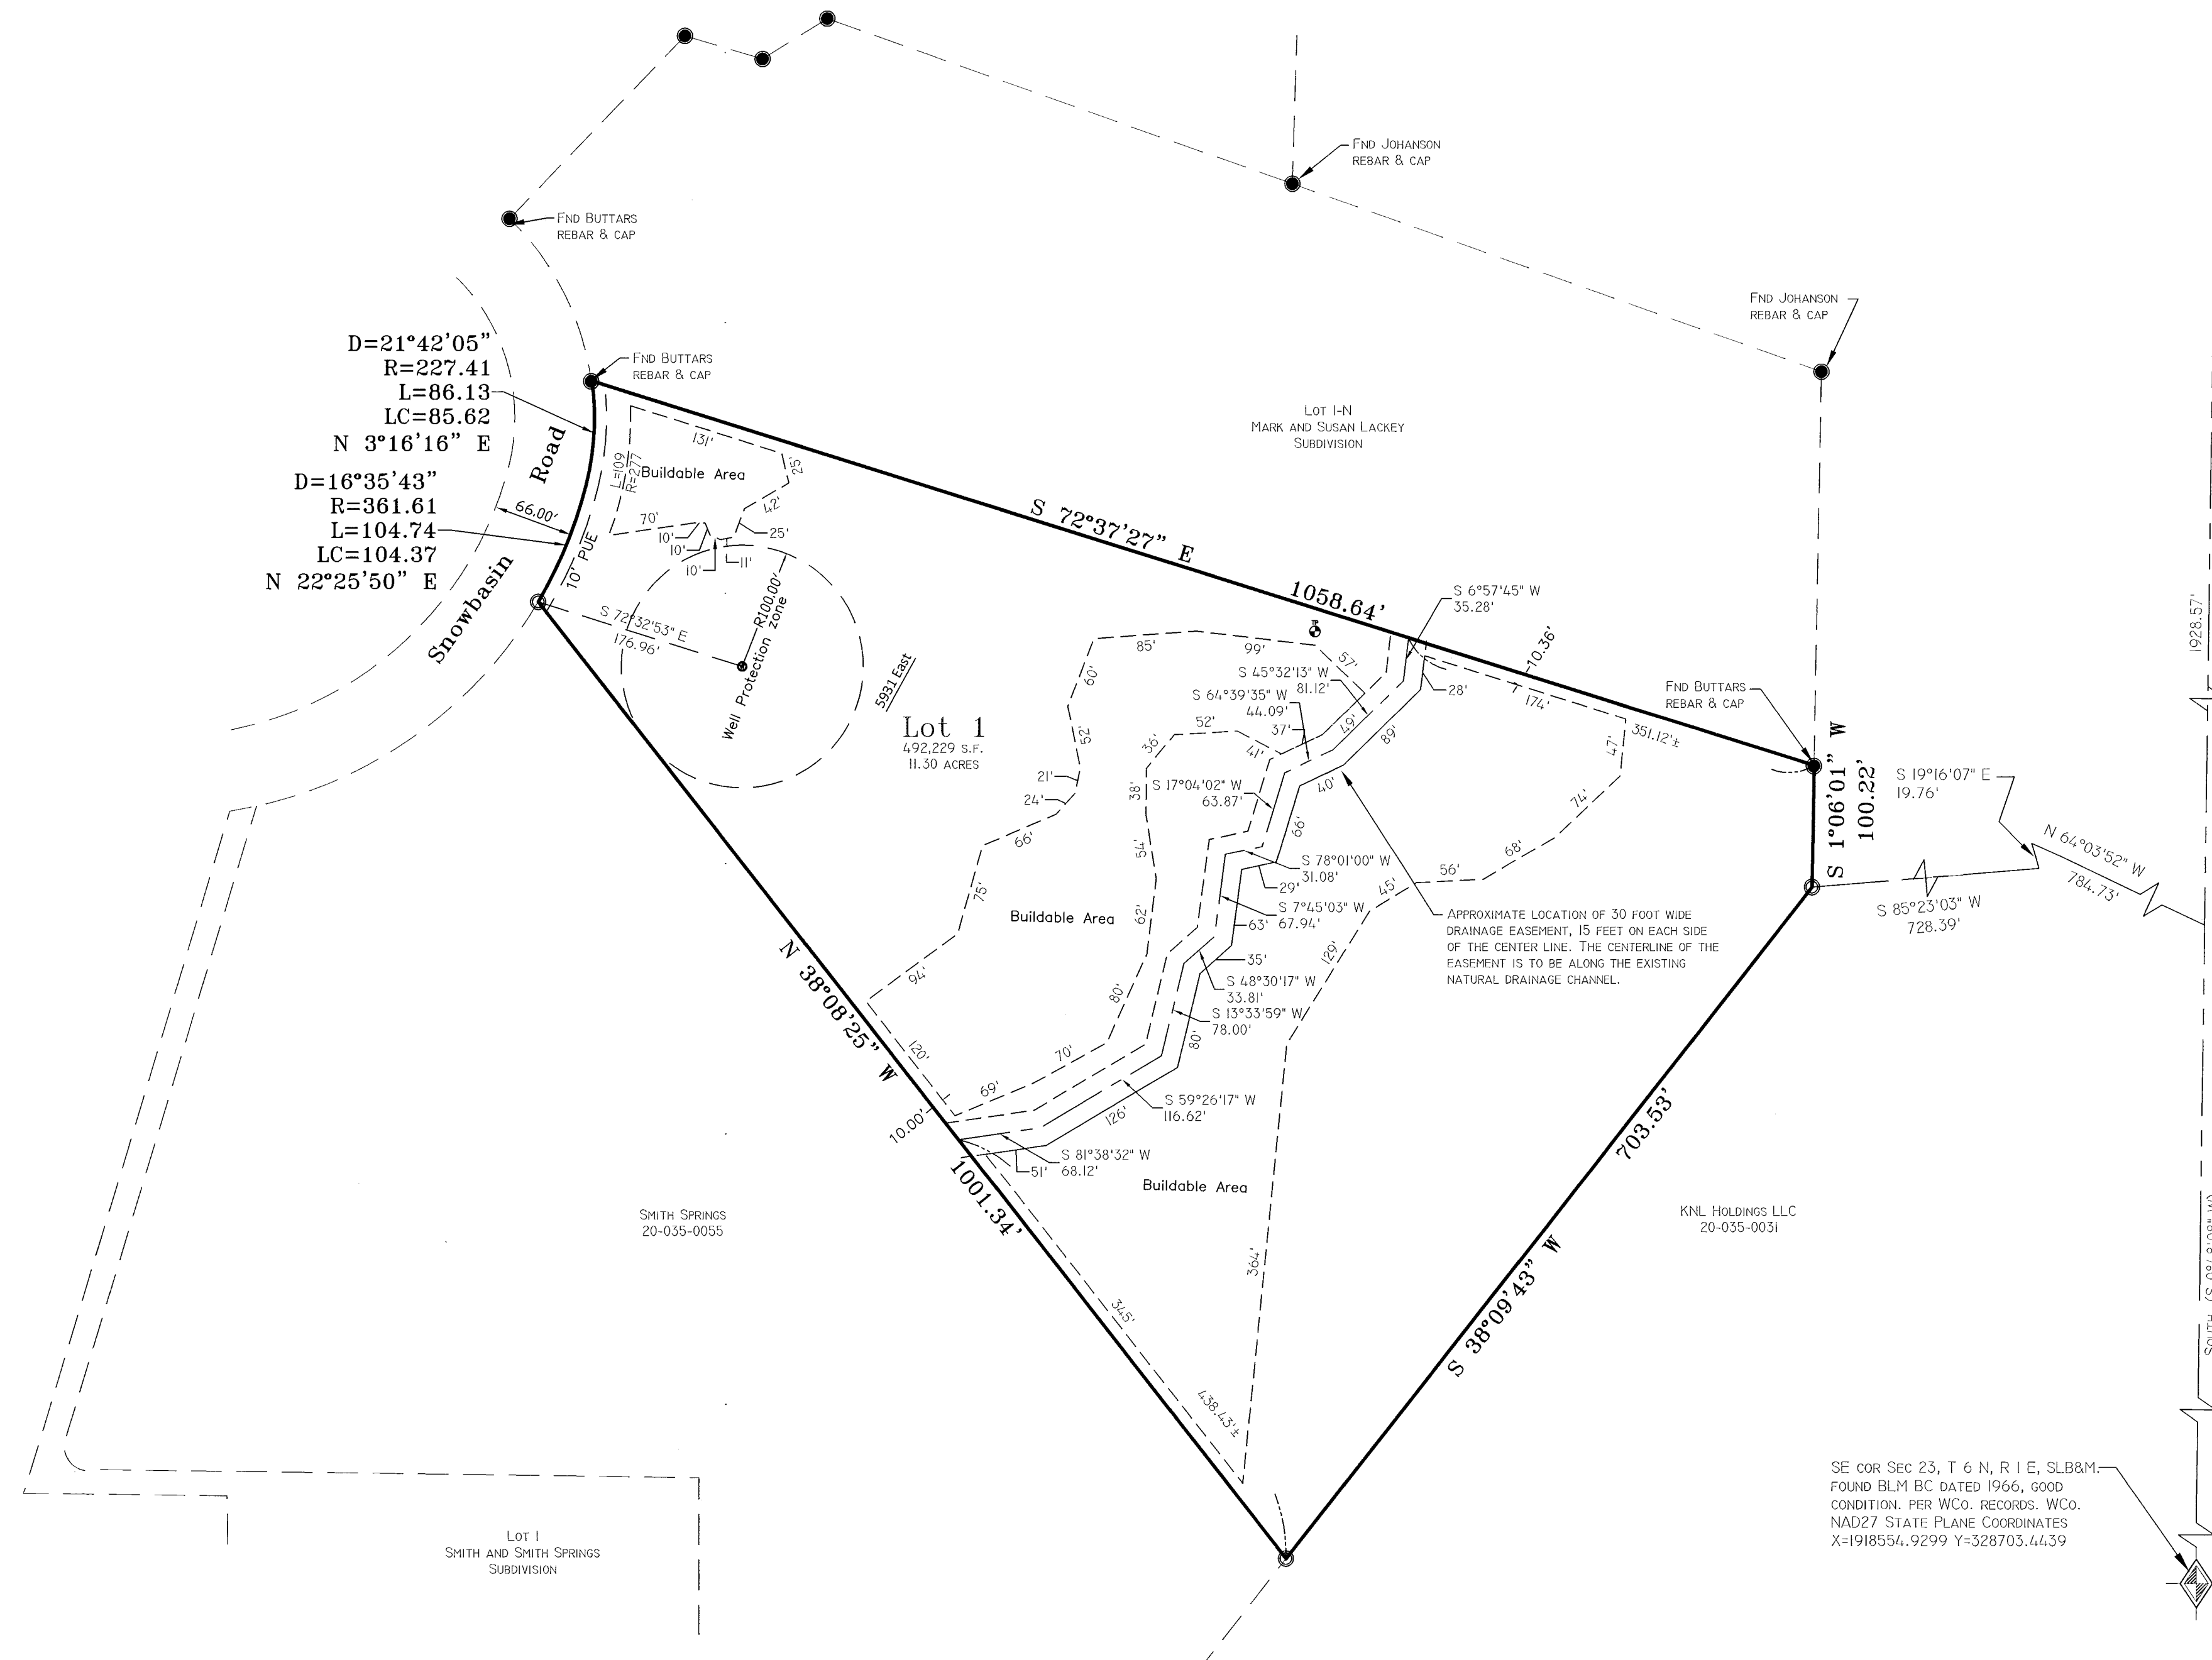 FND JOHANSON
REBAR & CAP
FND BUTTARS
REBAR & CAP
FND JOHANSON
REBAR & CAP
D=21°42'05"
R=227.41
L=86.13
LC=85.62
N 3°16'16" E
FND BUTTARS
REBAR & CAP
D=16°35'43"
R=361.61
L=104.74
LC=104.37
N 22°25'50" E
Snowbasin Road
66.00'
10' PUE
131'
25'
L=109
R=277
Buildable Area
42'
70'
25'
10'
10'
10'
11'
LOT 1-N
MARK AND SUSAN LACKEY
SUBDIVISION
S 72°37'27" E
1058.64'
S 72°32'53" E
176.96'
R100.00'
Well Protection zone
5931 East
Lot 1
492,229 S.F.
11.30 ACRES
S 6°57'45" W
35.28'
10.36'
85'
99'
57'
60'
S 45°32'13" W
81.12'
S 64°39'35" W
44.09'
28'
174'
351.12'±
FND BUTTARS
REBAR & CAP
37'
49'
89'
52'
52'
36'
41'
47'
21'
24'
38'
S 17°04'02" W
63.87'
40'
74'
S 1°06'01" W
100.22'
S 19°16'07" E
19.76'
N 64°03'52" W
784.73'
S 85°23'03" W
728.39'
1928.57'
66'
54'
66'
68'
56'
45'
S 78°01'00" W
31.08'
29'
75'
62'
Buildable Area
S 7°45'03" W
67.94'
63'
APPROXIMATE LOCATION OF 30 FOOT WIDE
DRAINAGE EASEMENT, 15 FEET ON EACH SIDE
OF THE CENTER LINE. THE CENTERLINE OF THE
EASEMENT IS TO BE ALONG THE EXISTING
NATURAL DRAINAGE CHANNEL.
129'
35'
94'
80'
S 48°30'17" W
33.81'
S 13°33'59" W
78.00'
80'
N 38°08'25" W
1001.34'
120'
70'
69'
10.00'
126'
S 59°26'17" W
116.62'
S 81°38'32" W
68.12'
51'
Buildable Area
703.53'
S 38°09'43" W
SMITH SPRINGS
20-035-0055
KNL HOLDINGS LLC
20-035-0031
364'
345'
438.43'±
SE COR SEC 23, T 6 N, R 1 E, SLB&M.
FOUND BLM BC DATED 1966, GOOD
CONDITION. PER WCO. RECORDS. WCO.
NAD27 STATE PLANE COORDINATES
X=1918554.9299 Y=328703.4439
LOT 1
SMITH AND SMITH SPRINGS
SUBDIVISION